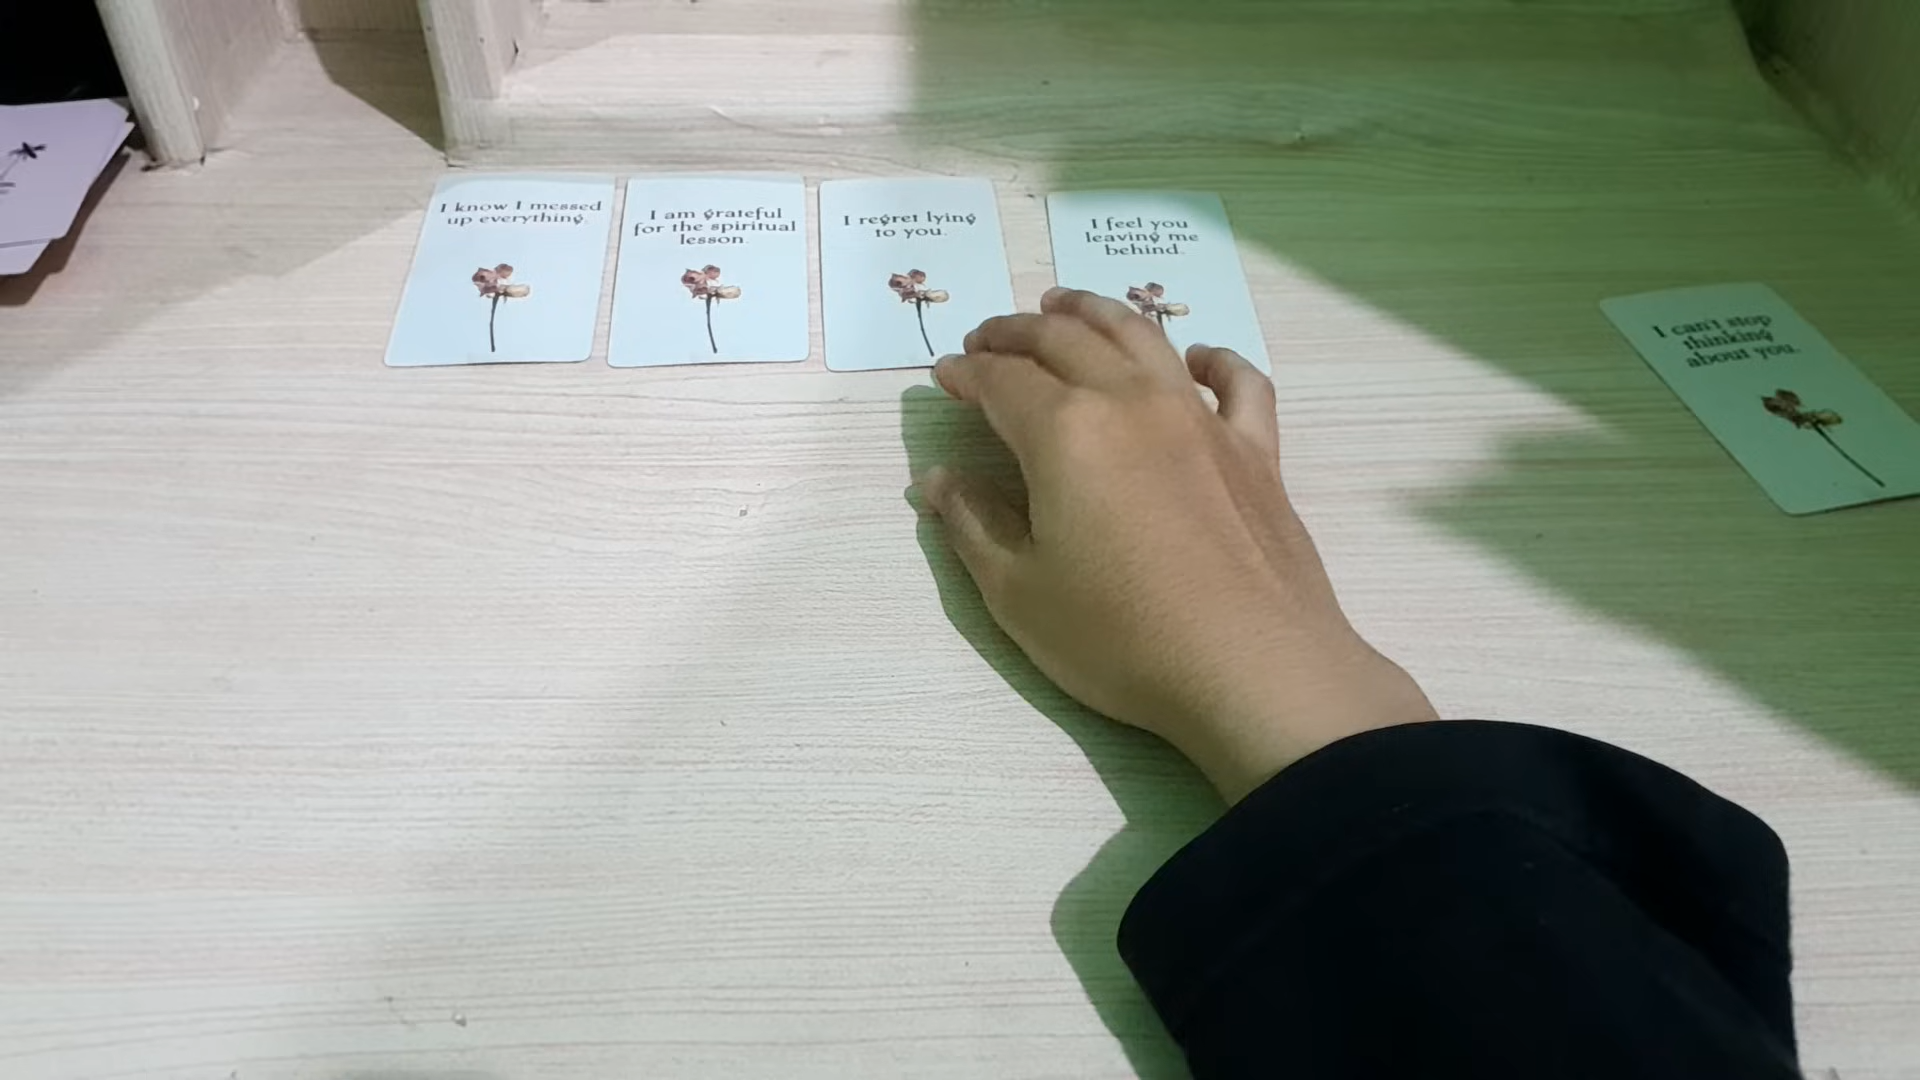 I know I messed
up everything.
I am grateful
for the spiritual
lesson.
I regret lying
to you.
I feel you
leaving me
behind.
I can't stop
thinking
about you.